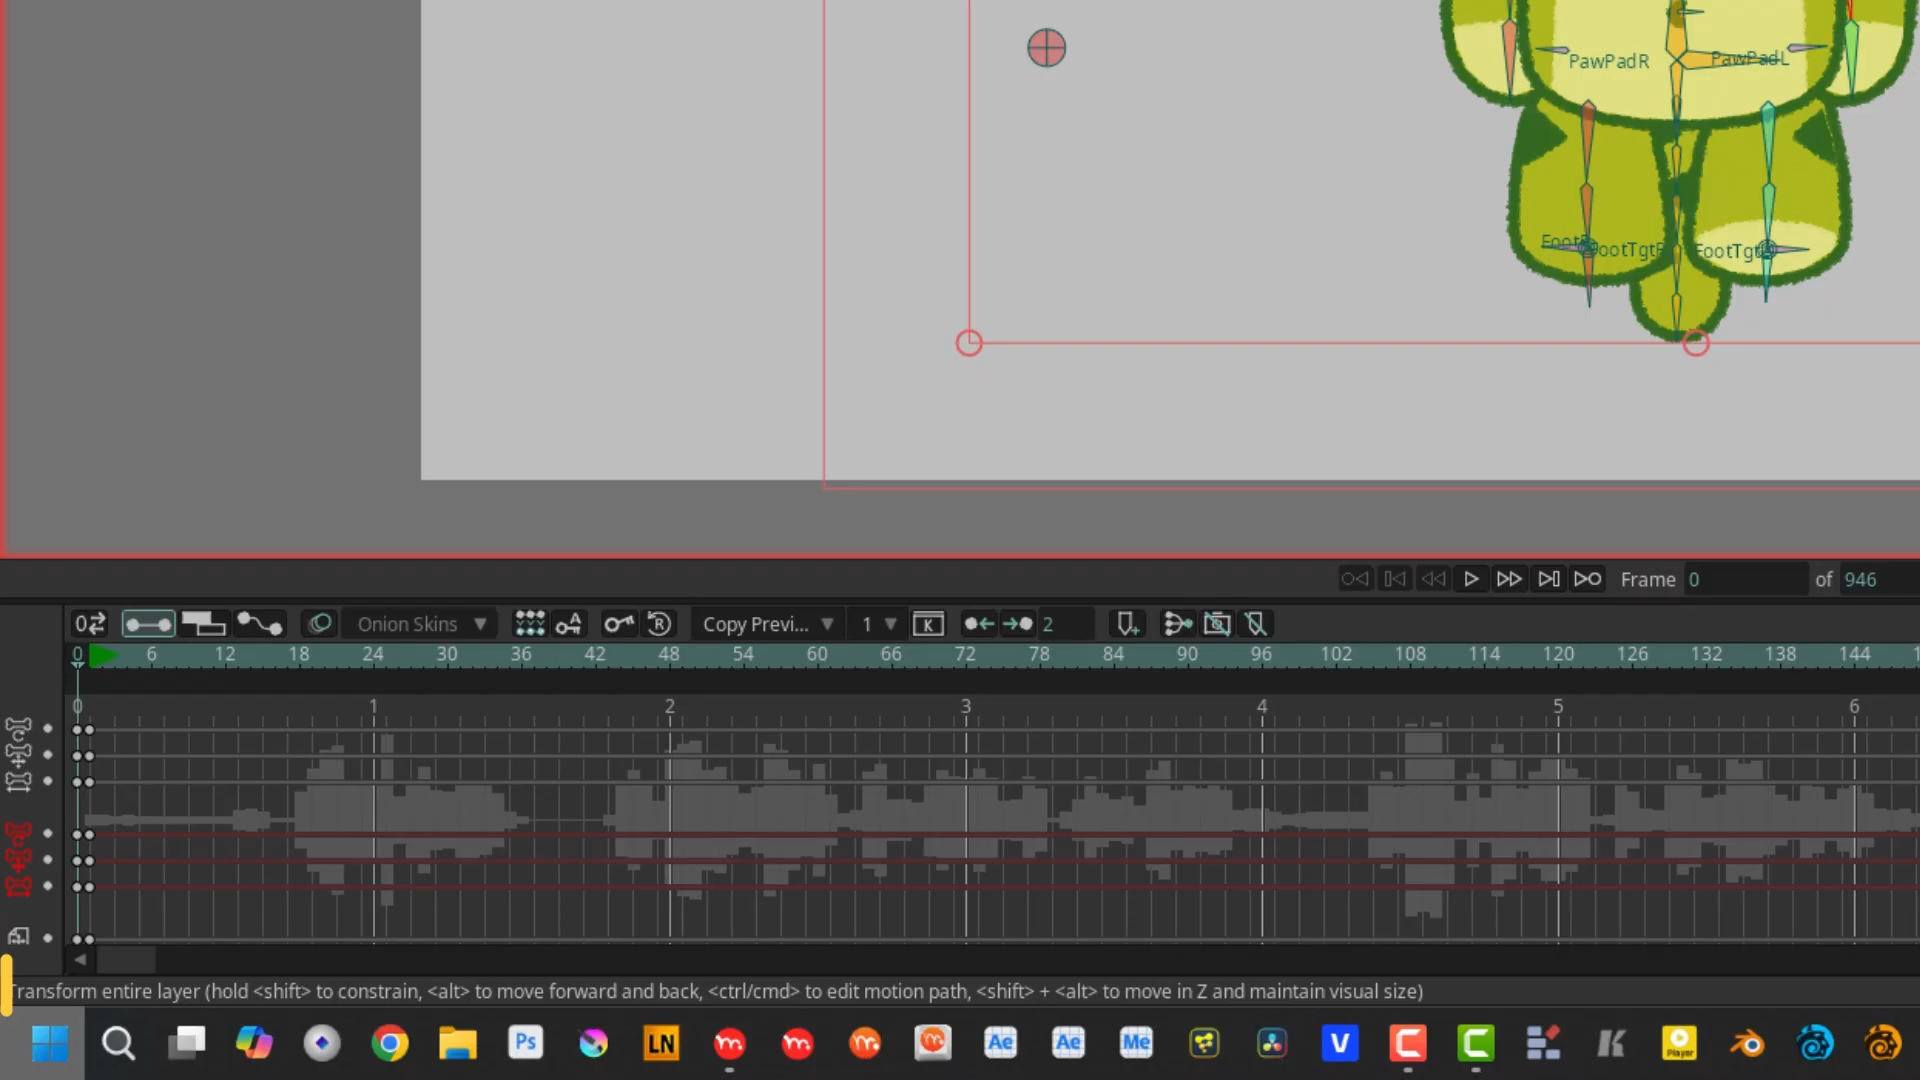 PawPadR
PawPadL
FootTgtR
FootTgt
Frame 0 of 946
0
Onion Skins
Copy Previ...
1
K
2
0 6 12 18 24 30 36 42 48 54 60 66 72 78 84 90 96 102 108 114 120 126 132 138 144
0 1 2 3 4 5 6
Transform entire layer (hold <shift> to constrain, <alt> to move forward and back, <ctrl/cmd> to edit motion path, <shift> + <alt> to move in Z and maintain visual size)
Ps
LN
Ae
Ae
Me
V
Player